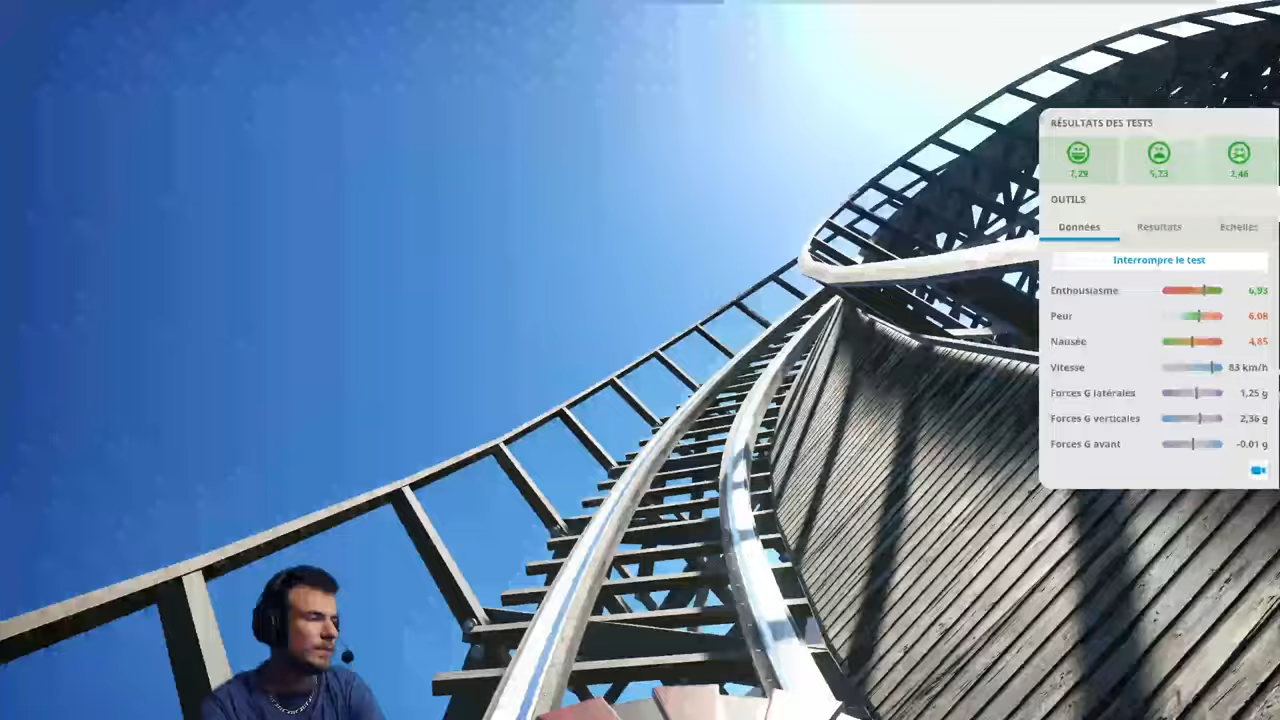 RÉSULTATS DES TESTS
7,29 5,23 2,46
OUTILS
Données Résultats Échelles
Interrompre le test
Enthousiasme 6,93
Peur 6,08
Nausée 4,85
Vitesse 83 km/h
Forces G latérales 1,25 g
Forces G verticales 2,36 g
Forces G avant -0,01 g